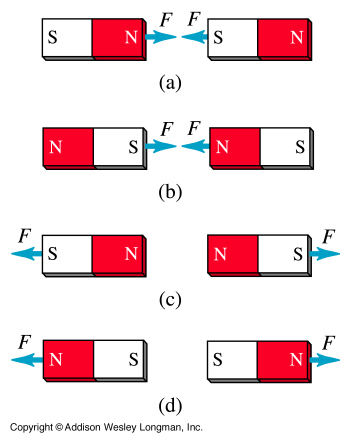 F F
S N S N
(a)
F F
N S N S
(b)
F F
S N N S
(c)
F F
N S S N
(d)
Copyright © Addison Wesley Longman, Inc.